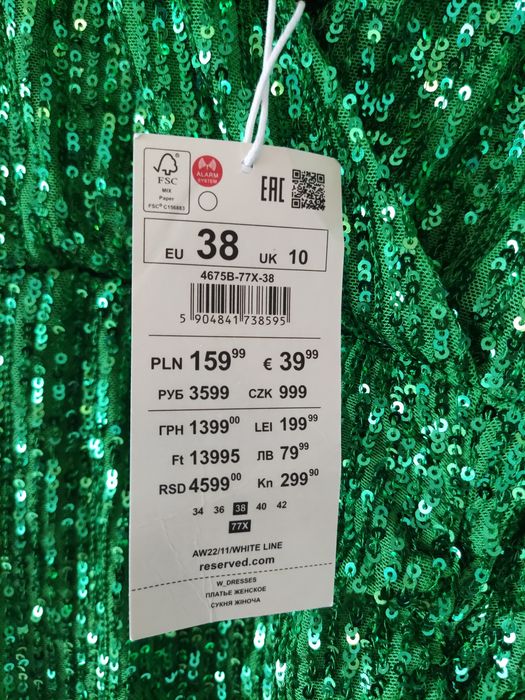 FSC
MIX
Paper
FSC® C156883
ALARM
SYSTEM
EAC
EU 38 UK 10
4675B-77X-38
5 904841 738595
PLN 159⁹⁹ € 39⁹⁹
РУБ 3599 CZK 999
ГРН 1399⁰⁰ LEI 199⁹⁹
Ft 13995 ЛВ 79⁹⁹
RSD 4599⁰⁰ Kn 299⁹⁰
34 36 38 40 42
77X
AW22/11/WHITE LINE
reserved.com
W_DRESSES
ПЛАТЬЕ ЖЕНСКОЕ
СУКНЯ ЖІНОЧА